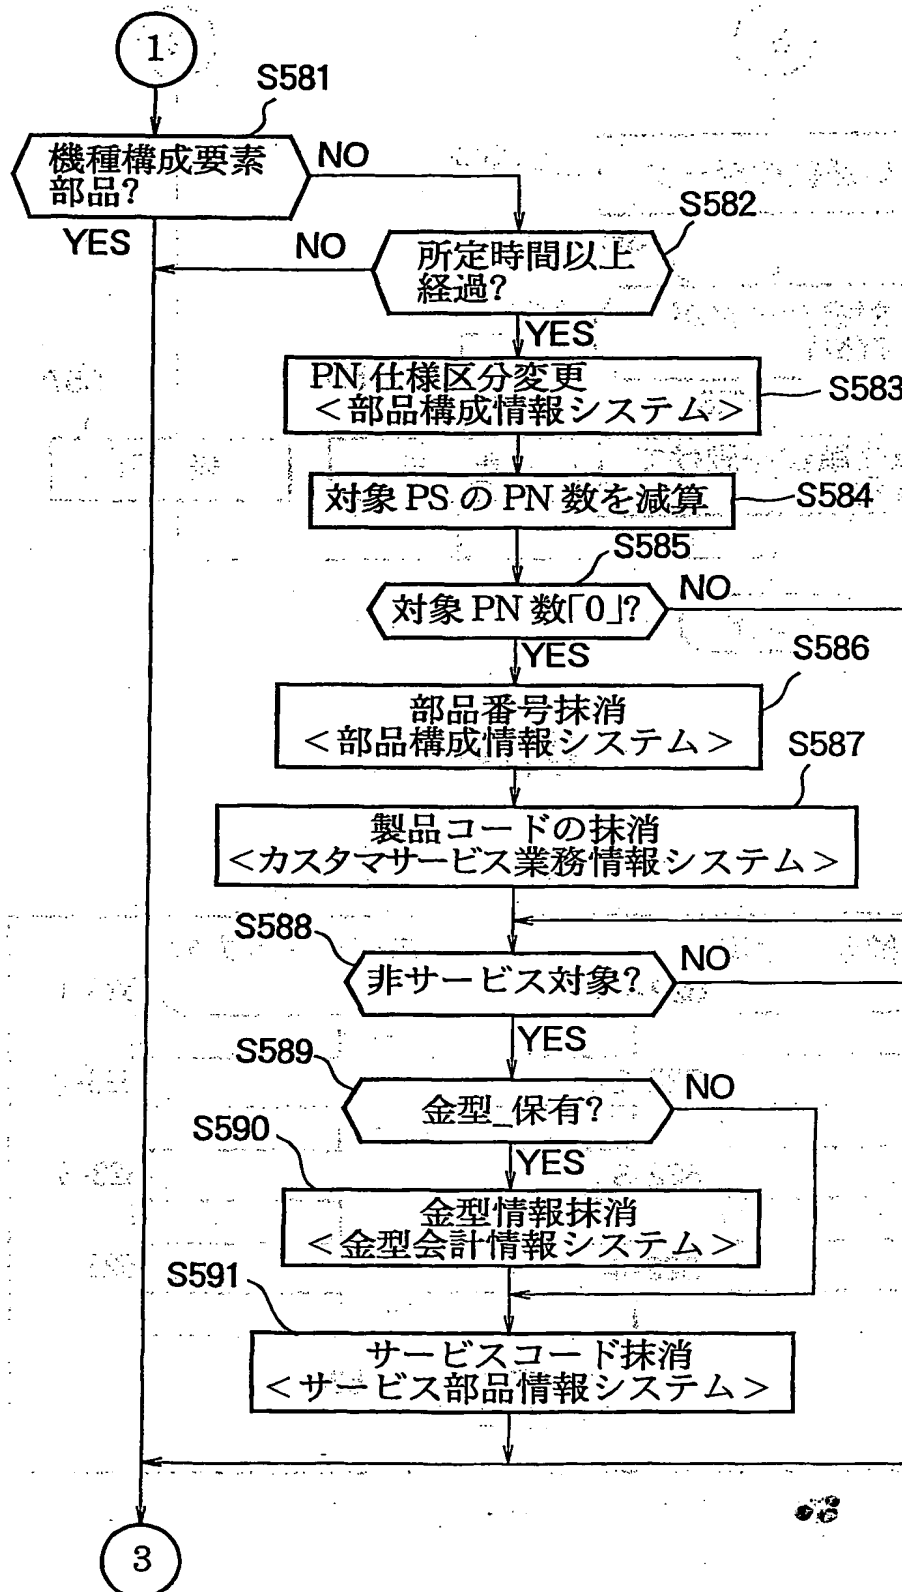 1
S581
機種構成要素
部品?
NO
YES
S582
所定時間以上
経過?
NO
YES
PN 仕様区分変更
<部品構成情報システム>
S583
対象 PS の PN 数を減算
S584
S585
対象 PN 数「0」?
NO
YES
S586
部品番号抹消
<部品構成情報システム>
S587
製品コードの抹消
<カスタマサービス業務情報システム>
S588
非サービス対象?
NO
YES
S589
金型_保有?
NO
YES
S590
金型情報抹消
<金型会計情報システム>
S591
サービスコード抹消
<サービス部品情報システム>
3